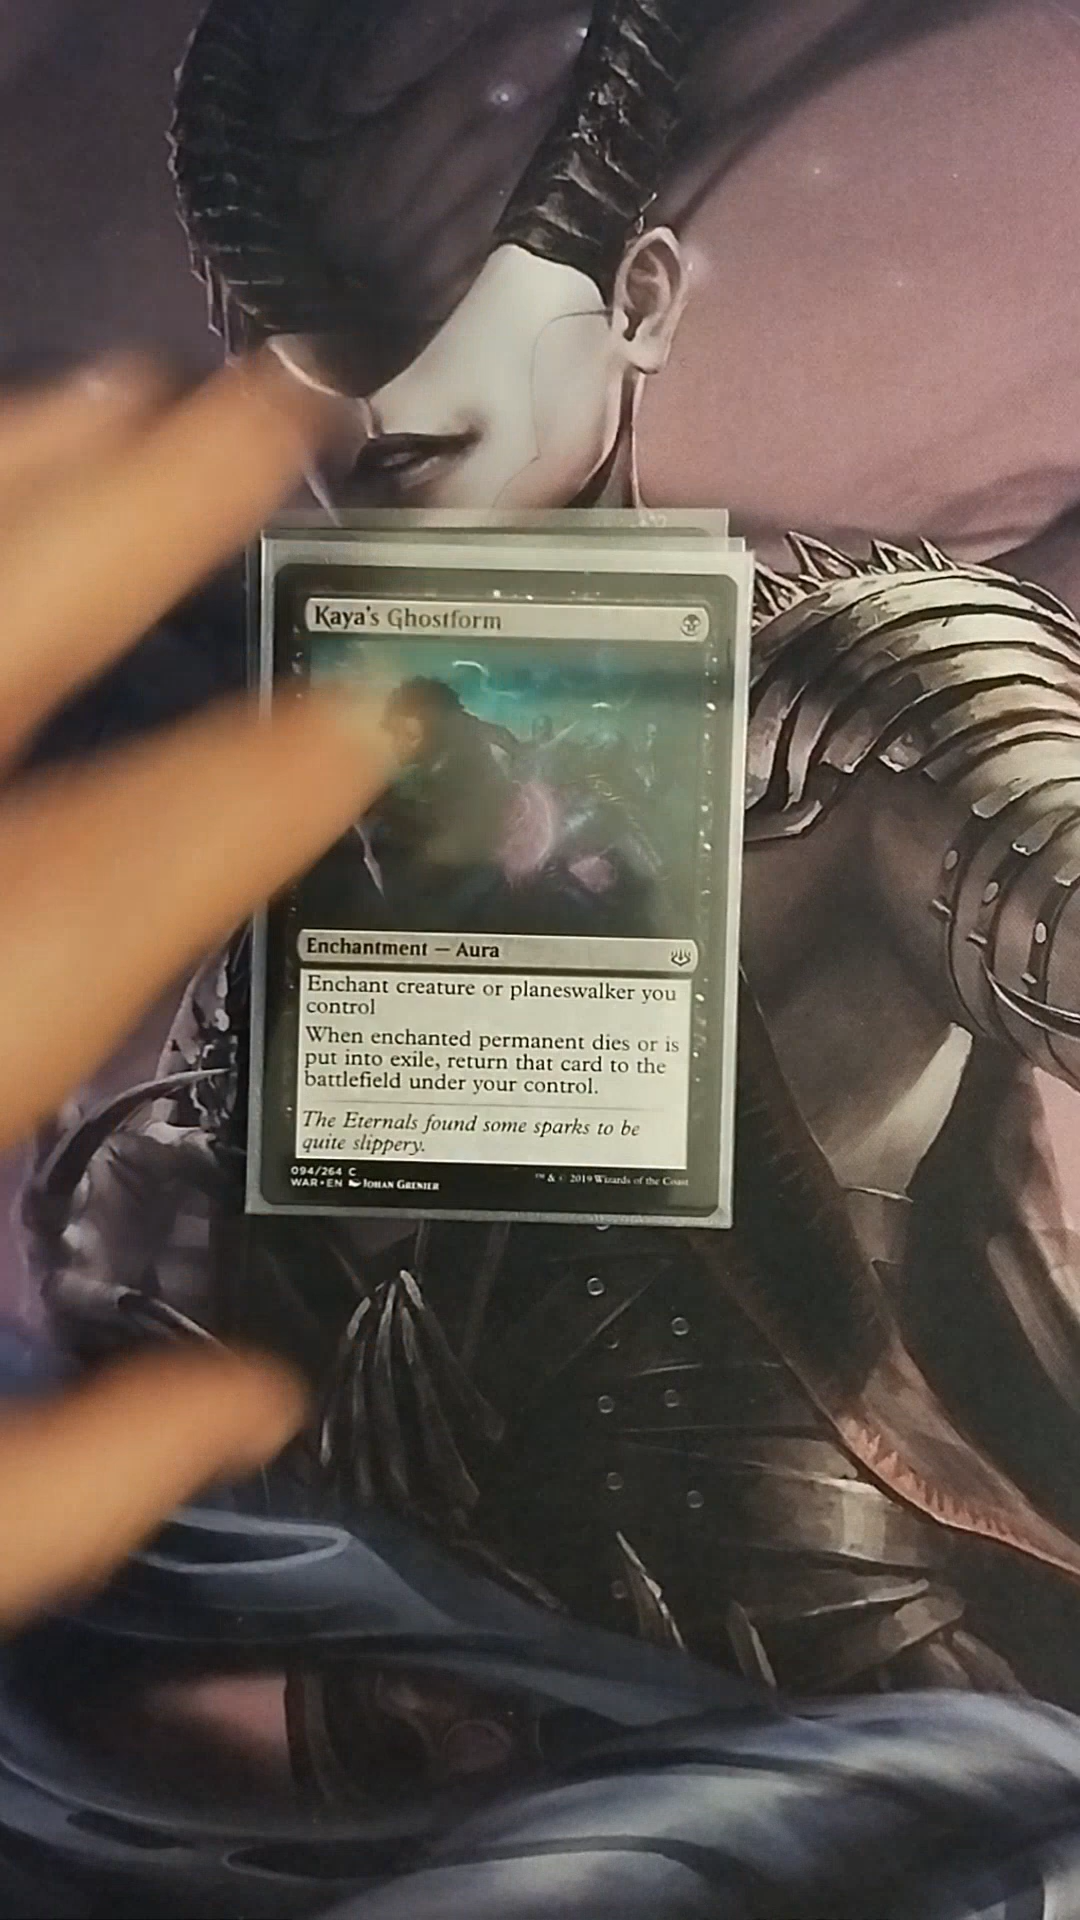 Kaya's Ghostform
Enchantment — Aura
Enchant creature or planeswalker you
control
When enchanted permanent dies or is
put into exile, return that card to the
battlefield under your control.
The Eternals found some sparks to be
quite slippery.
094/264 C
WAR • EN Johan Grenier
™ & © 2019 Wizards of the Coast